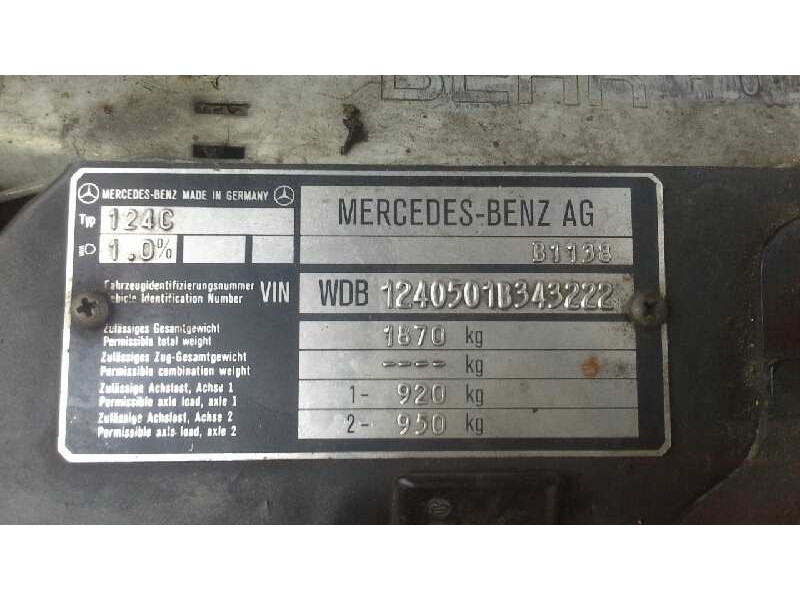 BEHR
MERCEDES-BENZ MADE IN GERMANY
Typ 124C
1.0%
MERCEDES-BENZ AG
B1138
Fahrzeugidentifizierungsnummer
Vehicle Identification Number
VIN WDB 1240501B343222
Zulässiges Gesamtgewicht
Permissible total weight
1870 kg
Zulässiges Zug-Gesamtgewicht
Permissible combination weight
---- kg
Zulässige Achslast, Achse 1
Permissible axle load, axle 1
1- 920 kg
Zulässige Achslast, Achse 2
Permissible axle load, axle 2
2- 950 kg